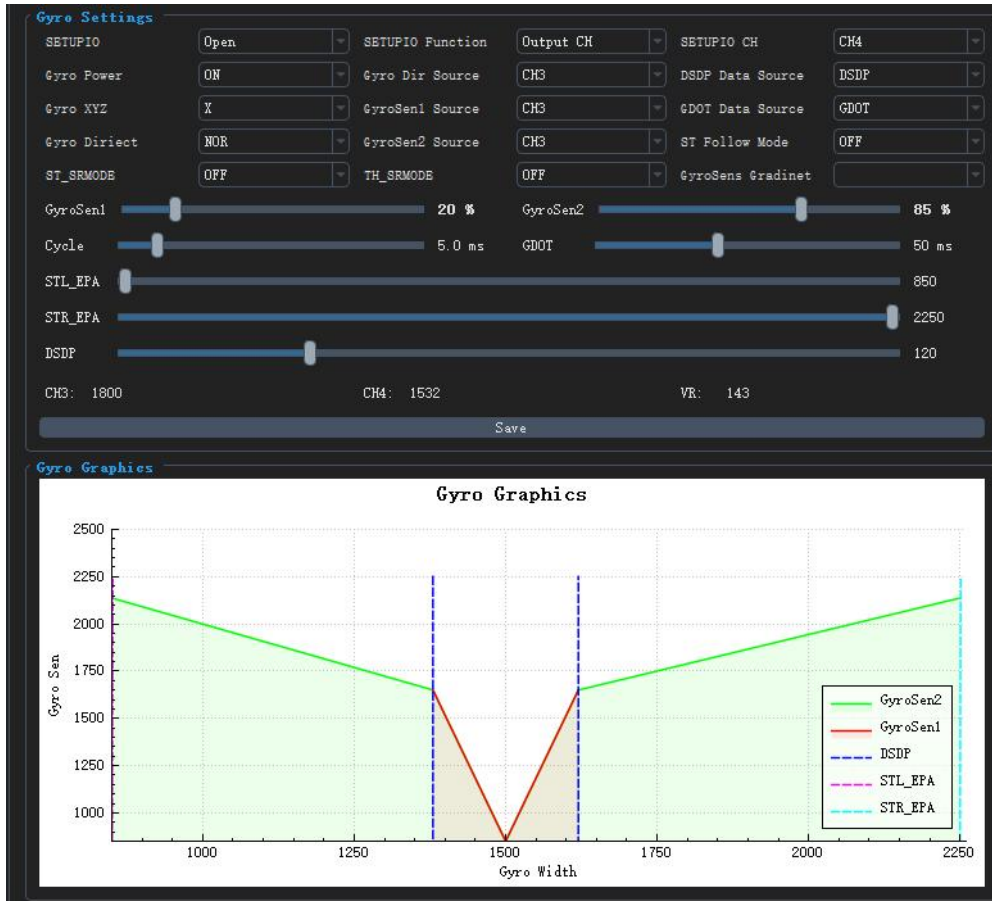 Gyro Settings
SETUPIO Open SETUPIO Function Output CH SETUPIO CH CH4
Gyro Power ON Gyro Dir Source CH3 DSDP Data Source DSDP
Gyro XYZ X GyroSen1 Source CH3 GDOT Data Source GDOT
Gyro Diriect NOR GyroSen2 Source CH3 ST Follow Mode OFF
ST_SRMODE OFF TH_SRMODE OFF GyroSens Gradinet
GyroSen1 20 % GyroSen2 85 %
Cycle 5.0 ms GDOT 50 ms
STL_EPA 850
STR_EPA 2250
DSDP 120
CH3: 1800 CH4: 1532 VR: 143
Save
Gyro Graphics
Gyro Graphics
2500
2250
2000
1750
1500
1250
1000
Gyro Sen
GyroSen2
GyroSen1
DSDP
STL_EPA
STR_EPA
1000 1250 1500 1750 2000 2250
Gyro Width